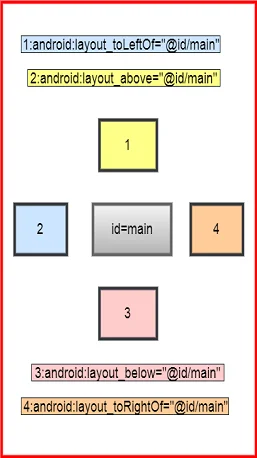 1:android:layout_toLeftOf="@id/main"
2:android:layout_above="@id/main"
1
2
id=main
4
3
3:android:layout_below="@id/main"
4:android:layout_toRightOf="@id/main"